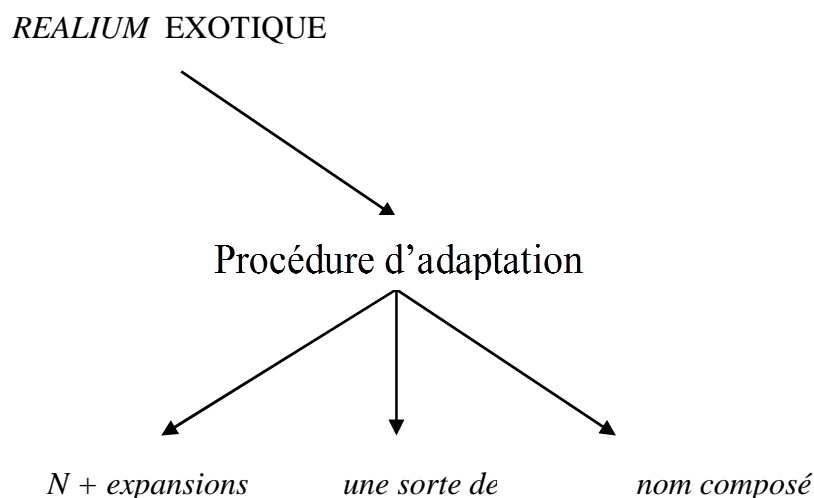 REALIUM EXOTIQUE
Procédure d’adaptation
N + expansions une sorte de nom composé